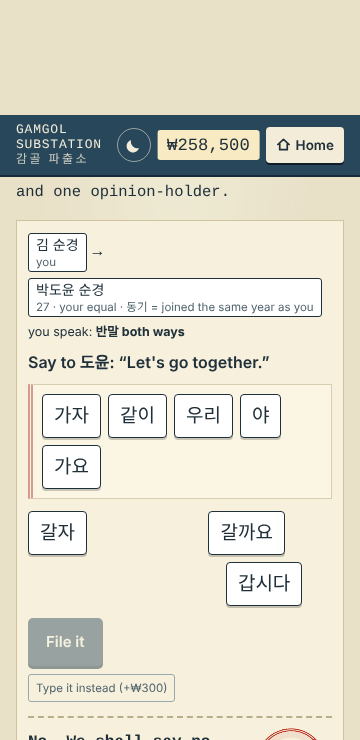 GAMGOL
SUBSTATION
감골 파출소
₩258,500
Home
and one opinion-holder.
김 순경
you
→
박도윤 순경
27 · your equal · 동기 = joined the same year as you
you speak: 반말 both ways
Say to 도윤: “Let's go together.”
가자 같이 우리 야
가요
갈자 갈까요
갑시다
File it
Type it instead (+₩300)